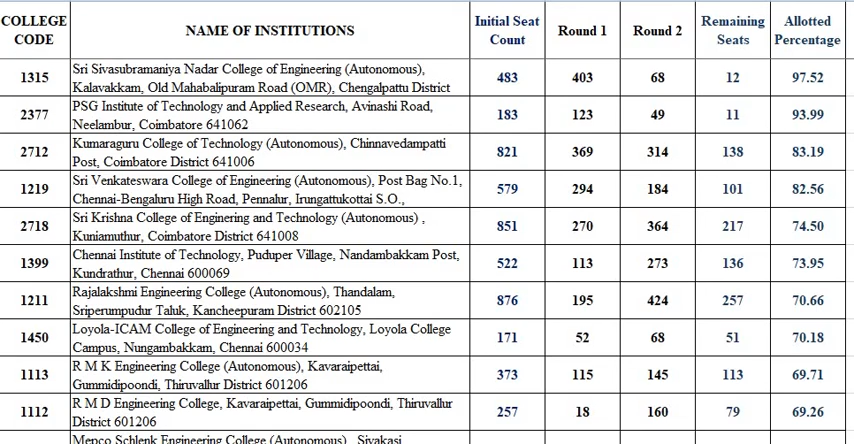 COLLEGE CODE NAME OF INSTITUTIONS Initial Seat Count Round 1 Round 2 Remaining Seats Allotted Percentage
1315 Sri Sivasubramaniya Nadar College of Engineering (Autonomous), 483 403 68 12 97.52
Kalavakkam, Old Mahabalipuram Road (OMR), Chengalpattu District
2377 PSG Institute of Technology and Applied Research, Avinashi Road, 183 123 49 11 93.99
Neelambur, Coimbatore 641062
2712 Kumaraguru College of Technology (Autonomous), Chinnavedampatti 821 369 314 138 83.19
Post, Coimbatore District 641006
1219 Sri Venkateswara College of Engineering (Autonomous), Post Bag No.1, 579 294 184 101 82.56
Chennai-Bengaluru High Road, Pennalur, Irungattukottai S.O.,
2718 Sri Krishna College of Enginering and Technology (Autonomous) , 851 270 364 217 74.50
Kuniamuthur, Coimbatore District 641008
1399 Chennai Institute of Technology, Puduper Village, Nandambakkam Post, 522 113 273 136 73.95
Kundrathur, Chennai 600069
1211 Rajalakshmi Engineering College (Autonomous), Thandalam, 876 195 424 257 70.66
Sriperumpudur Taluk, Kancheepuram District 602105
1450 Loyola-ICAM College of Engineering and Technology, Loyola College 171 52 68 51 70.18
Campus, Nungambakkam, Chennai 600034
1113 R M K Engineering College (Autonomous), Kavaraipettai, 373 115 145 113 69.71
Gummidipoondi, Thiruvallur District 601206
1112 R M D Engineering College, Kavaraipettai, Gummidipoondi, Thiruvallur 257 18 160 79 69.26
District 601206
Mepco Schlenk Engineering College (Autonomous) , Sivakasi